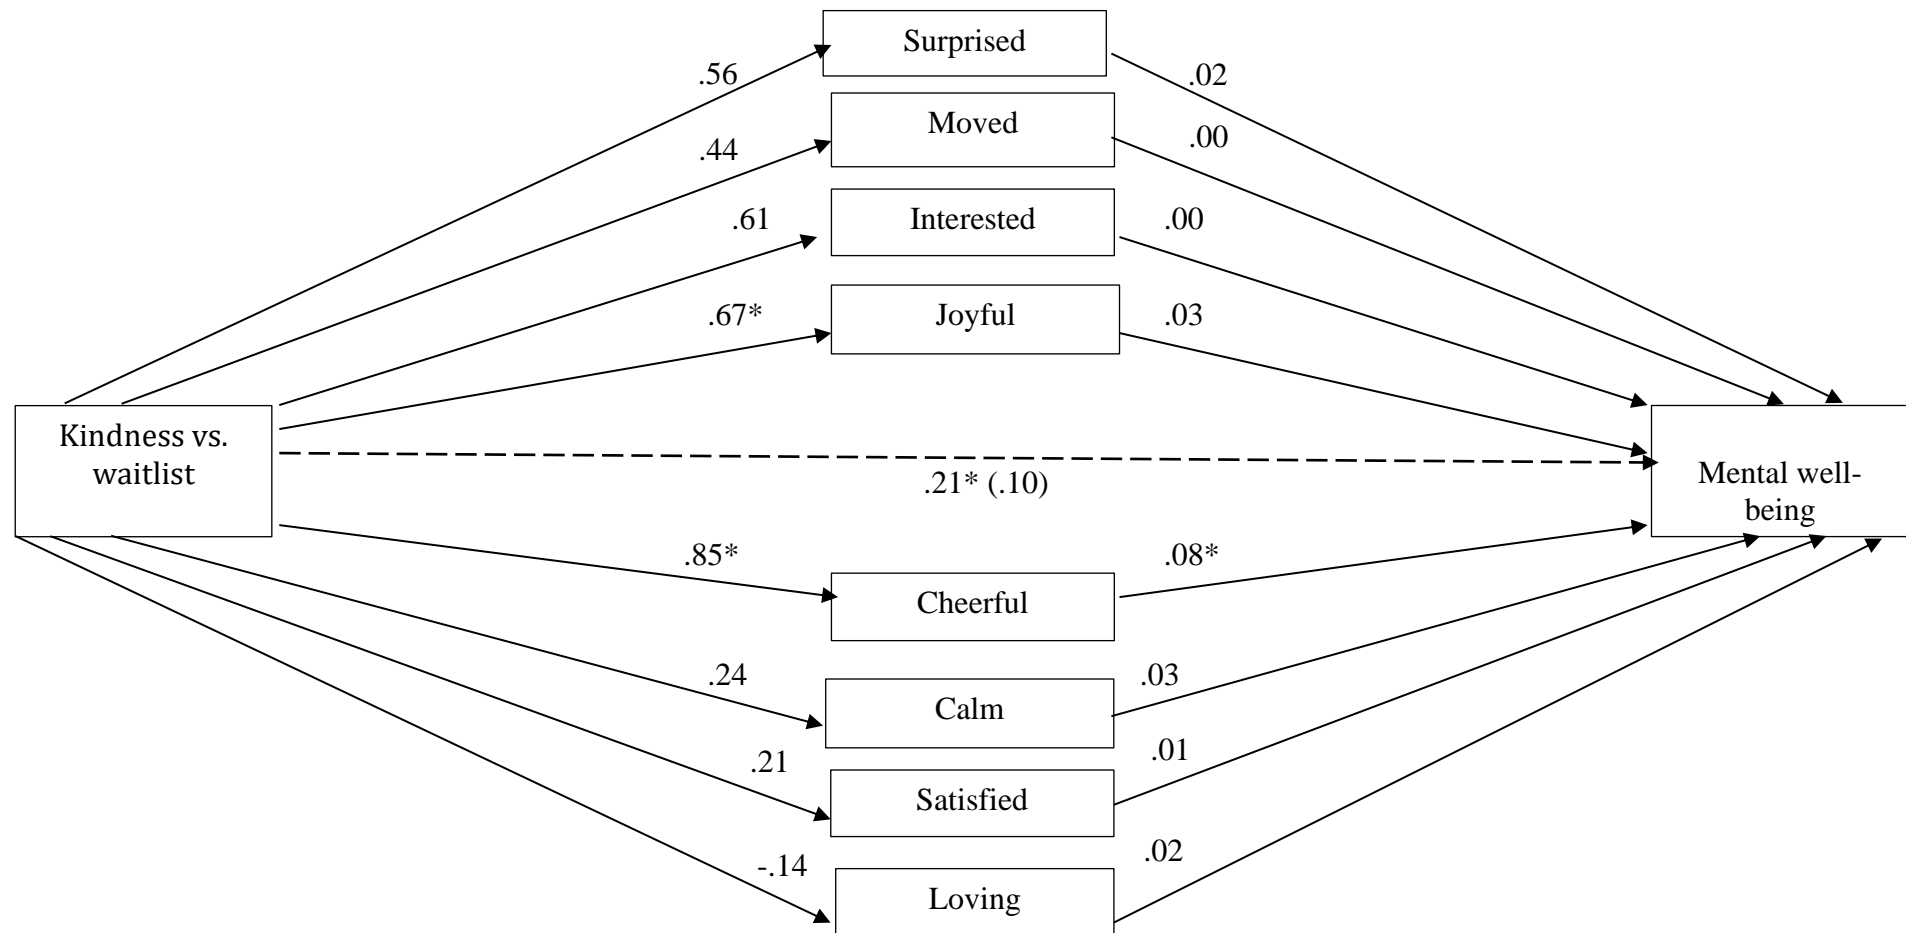 Surprised
.56
.02
Moved
.44
.00
Interested
.61
.00
Joyful
.67*
.03
Kindness vs.
waitlist
.21* (.10)
Mental well-
being
.85*
.08*
Cheerful
.24
.03
Calm
.21
.01
Satisfied
-.14
.02
Loving